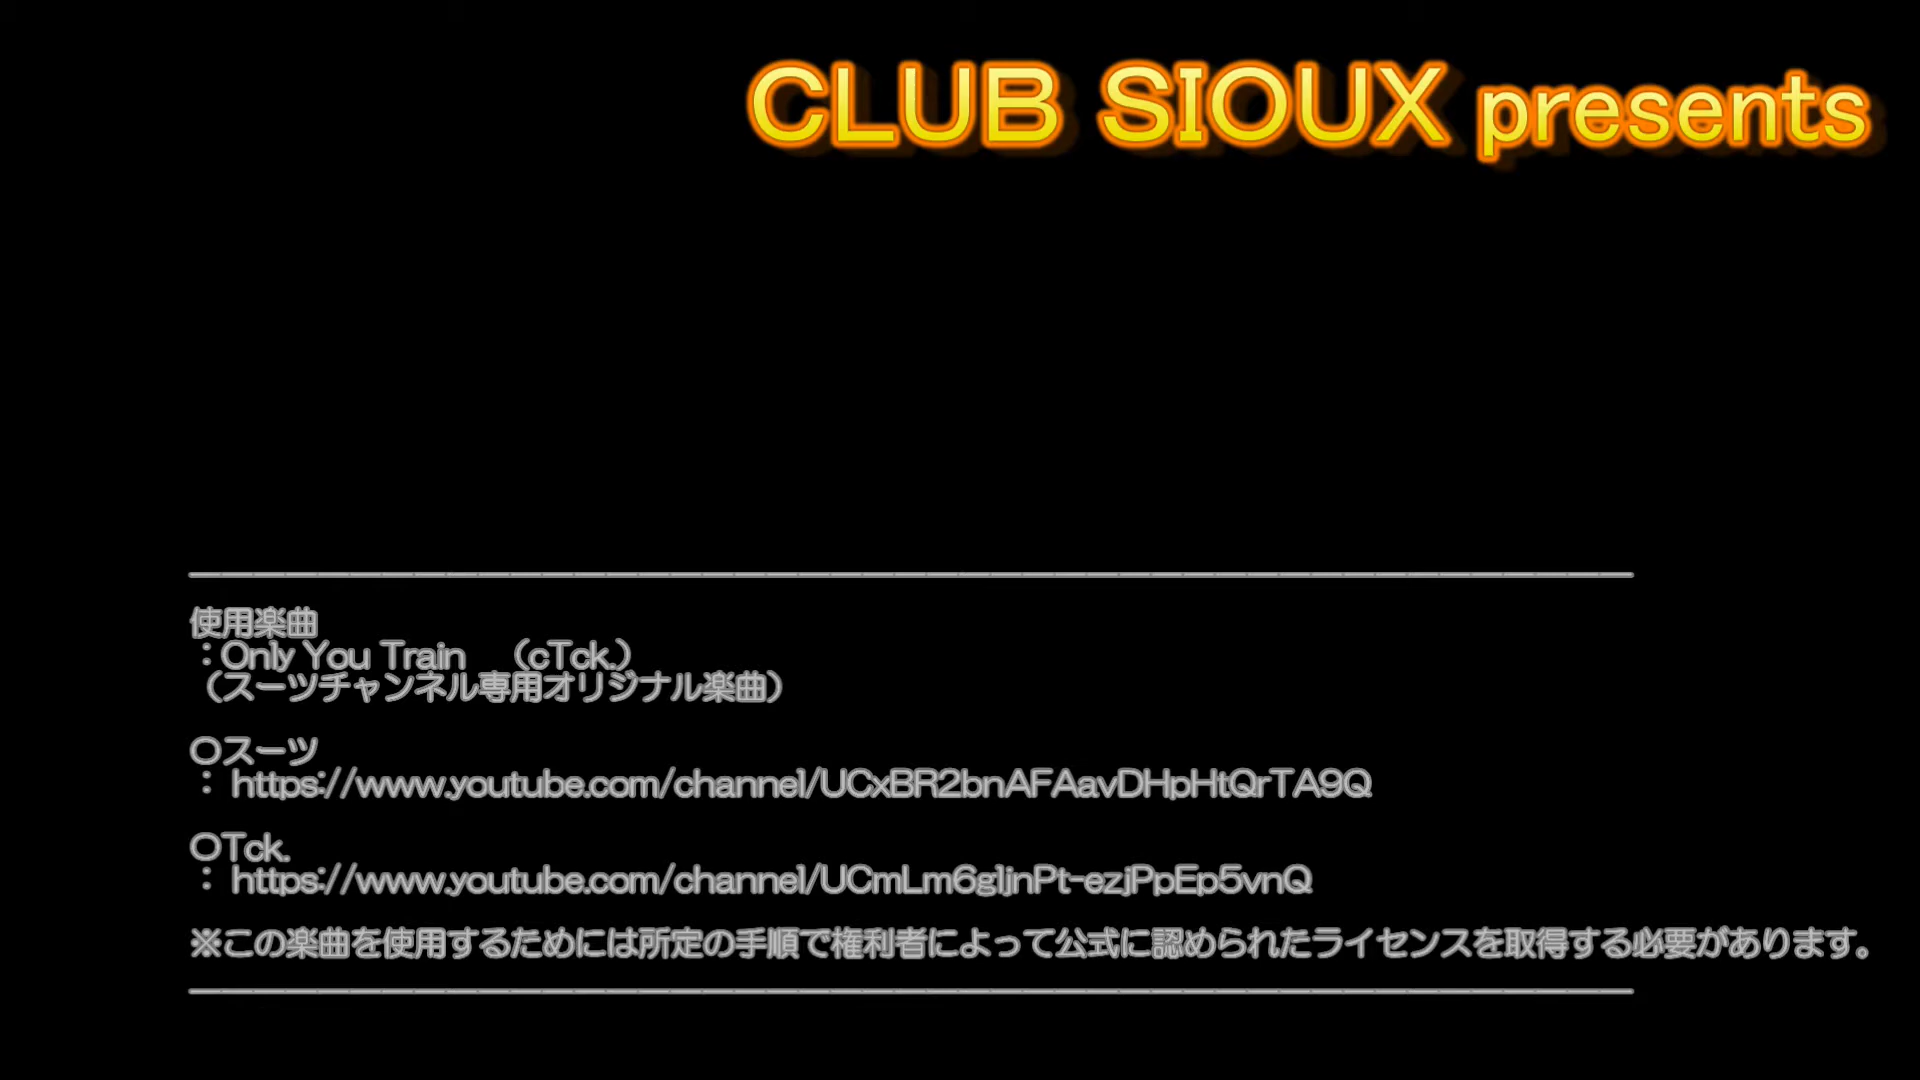 CLUB SIOUX presents
使用楽曲
：Only You Train （cTck.）
（スーツチャンネル専用オリジナル楽曲）
〇スーツ
： https://www.youtube.com/channel/UCxBR2bnAFAavDHpHtQrTA9Q
〇Tck.
： https://www.youtube.com/channel/UCmLm6gljnPt-ezjPpEp5vnQ
※この楽曲を使用するためには所定の手順で権利者によって公式に認められたライセンスを取得する必要があります。